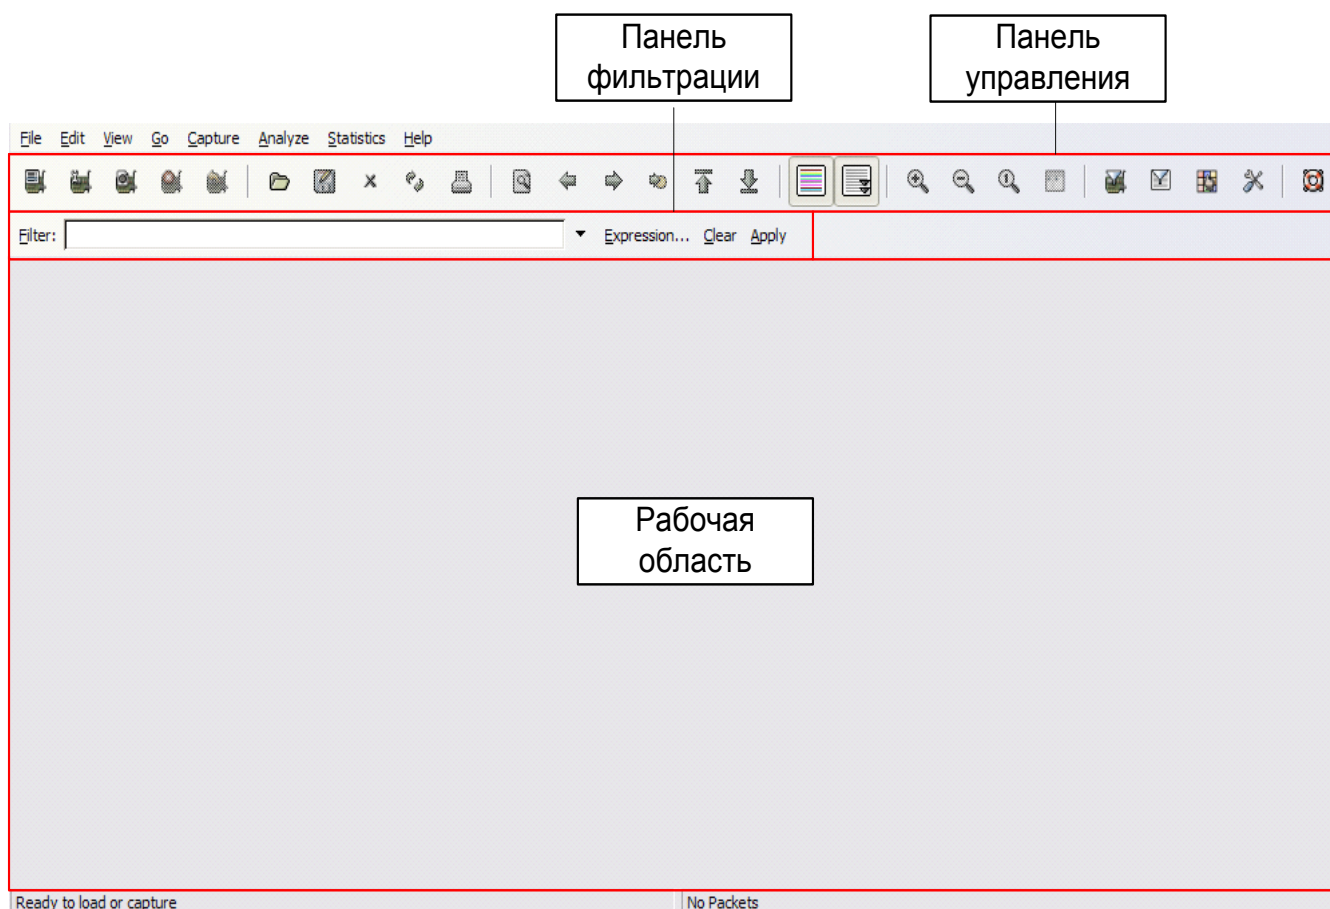 Панель
фильтрации
Панель
управления
File Edit View Go Capture Analyze Statistics Help
Filter: Expression... Clear Apply
Рабочая
область
Ready to load or capture
No Packets